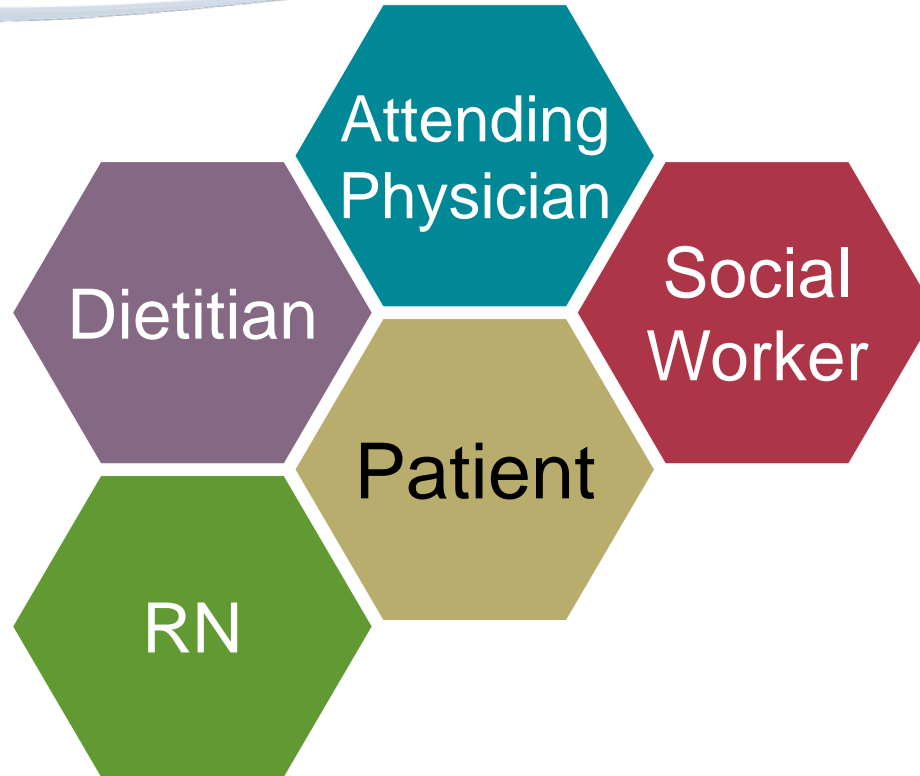 Attending
Physician
Dietitian
Social
Worker
Patient
RN